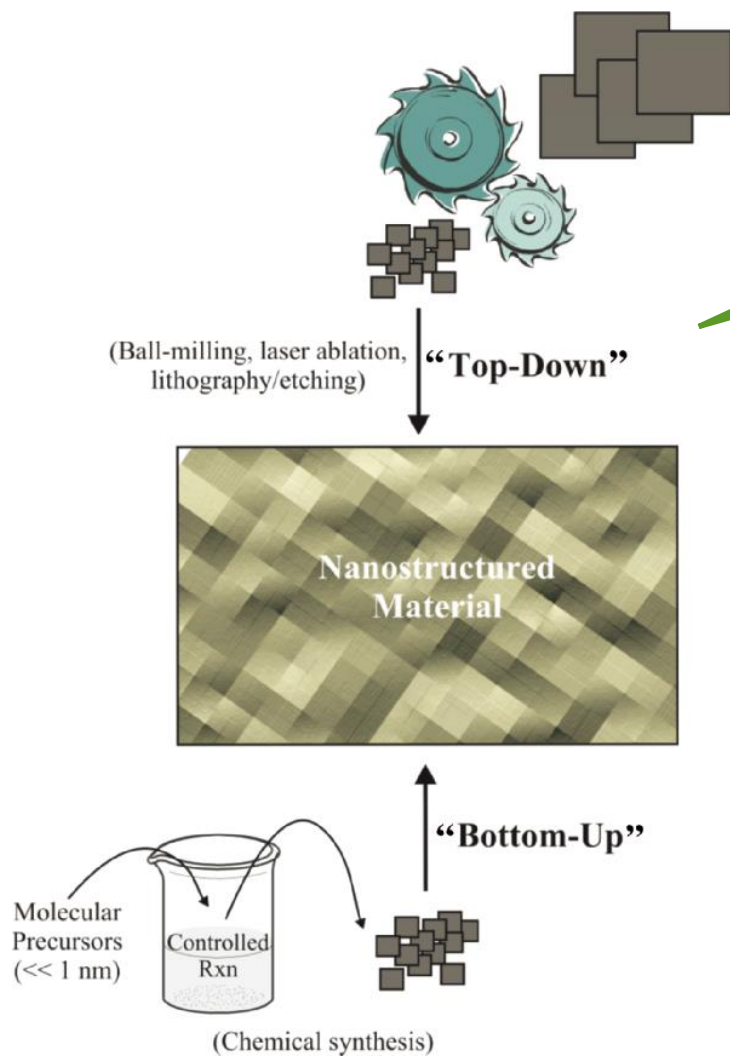 (Ball-milling, laser ablation,
lithography/etching)
“Top-Down”
Nanostructured
Material
“Bottom-Up”
Molecular
Precursors
(<< 1 nm)
Controlled
Rxn
(Chemical synthesis)